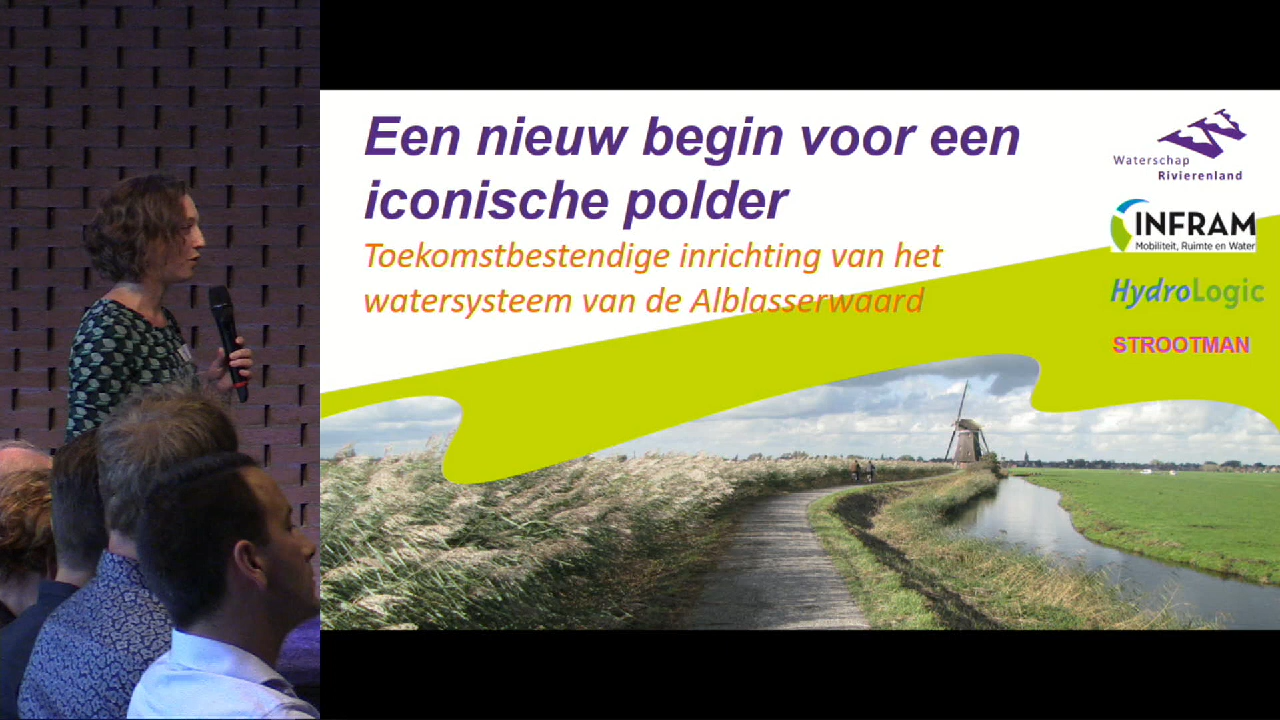 Een nieuw begin voor een
iconische polder
Toekomstbestendige inrichting van het
watersysteem van de Alblasserwaard
Waterschap
Rivierenland
INFRAM
Mobiliteit, Ruimte en Water
HydroLogic
STROOTMAN